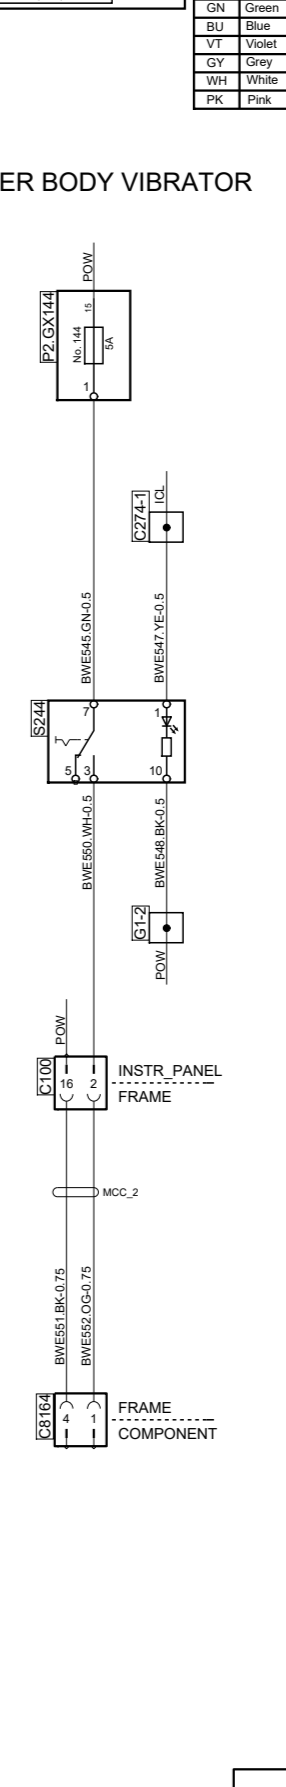 GN Green
BU Blue
VT Violet
GY Grey
WH White
PK Pink
ER BODY VIBRATOR
POW
P2.GX144
15
No. 144
5A
1
ICL
C274-1
BWE545.GN-0.5
BWE547.YE-0.5
S244
7
1
5
3
10
BWE550.WH-0.5
BWE548.BK-0.5
G1-2
POW
POW
C100
16
2
INSTR_PANEL
FRAME
MCC_2
BWE551.BK-0.75
BWE552.OG-0.75
C8164
4
1
FRAME
COMPONENT